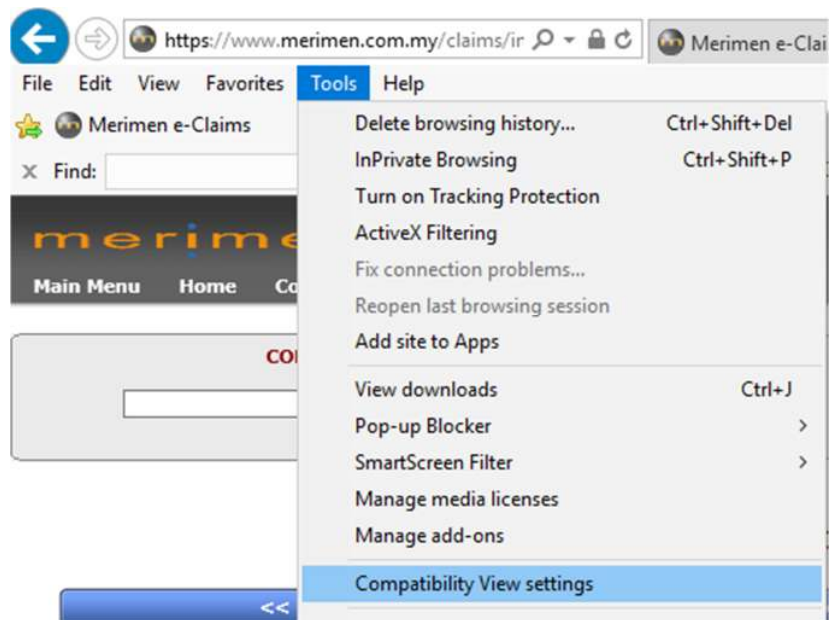 https://www.merimen.com.my/claims/ir
Merimen e-Clai
File Edit View Favorites Tools Help
Merimen e-Claims
Find:
merime
Main Menu Home Co
CO
<<
Delete browsing history... Ctrl+Shift+Del
InPrivate Browsing Ctrl+Shift+P
Turn on Tracking Protection
ActiveX Filtering
Fix connection problems...
Reopen last browsing session
Add site to Apps
View downloads Ctrl+J
Pop-up Blocker >
SmartScreen Filter >
Manage media licenses
Manage add-ons
Compatibility View settings